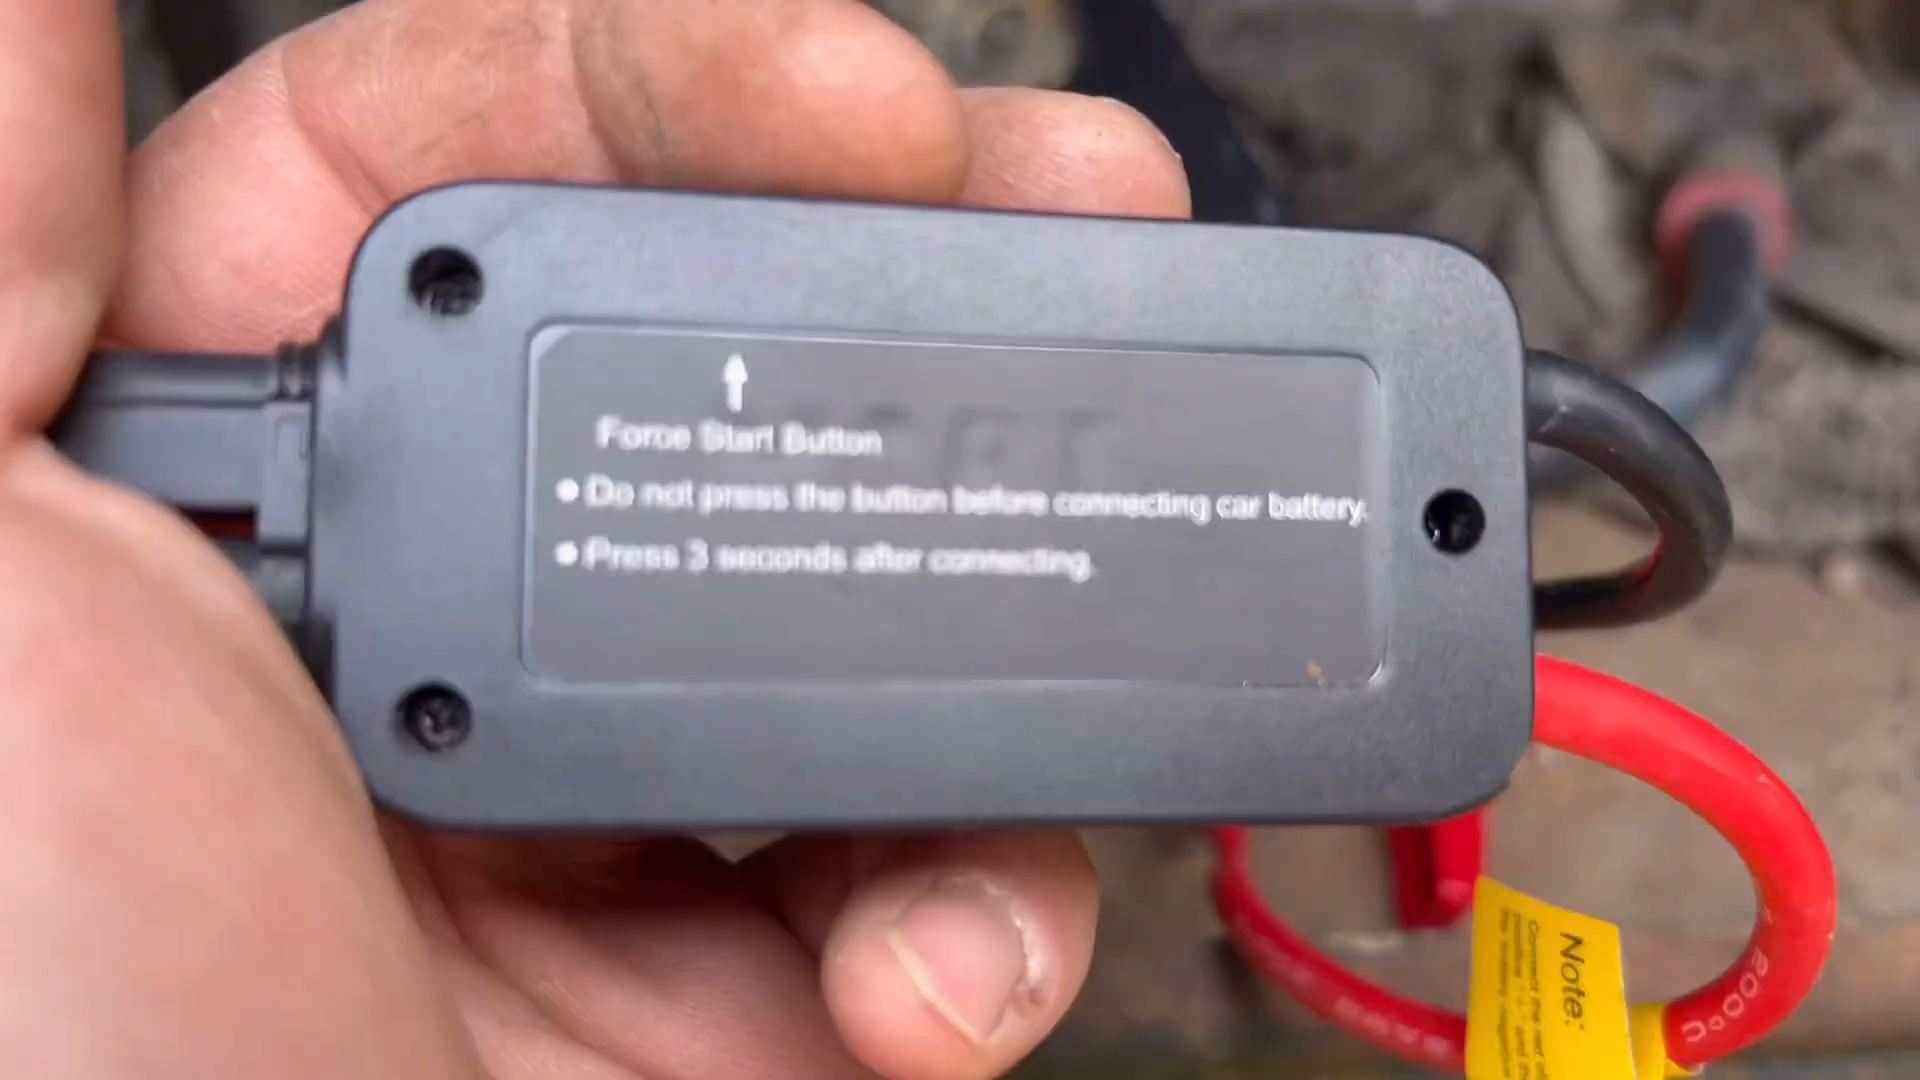 Force Start Button
● Do not press the button before connecting car battery.
● Press 3 seconds after connecting.
Note:
200°C